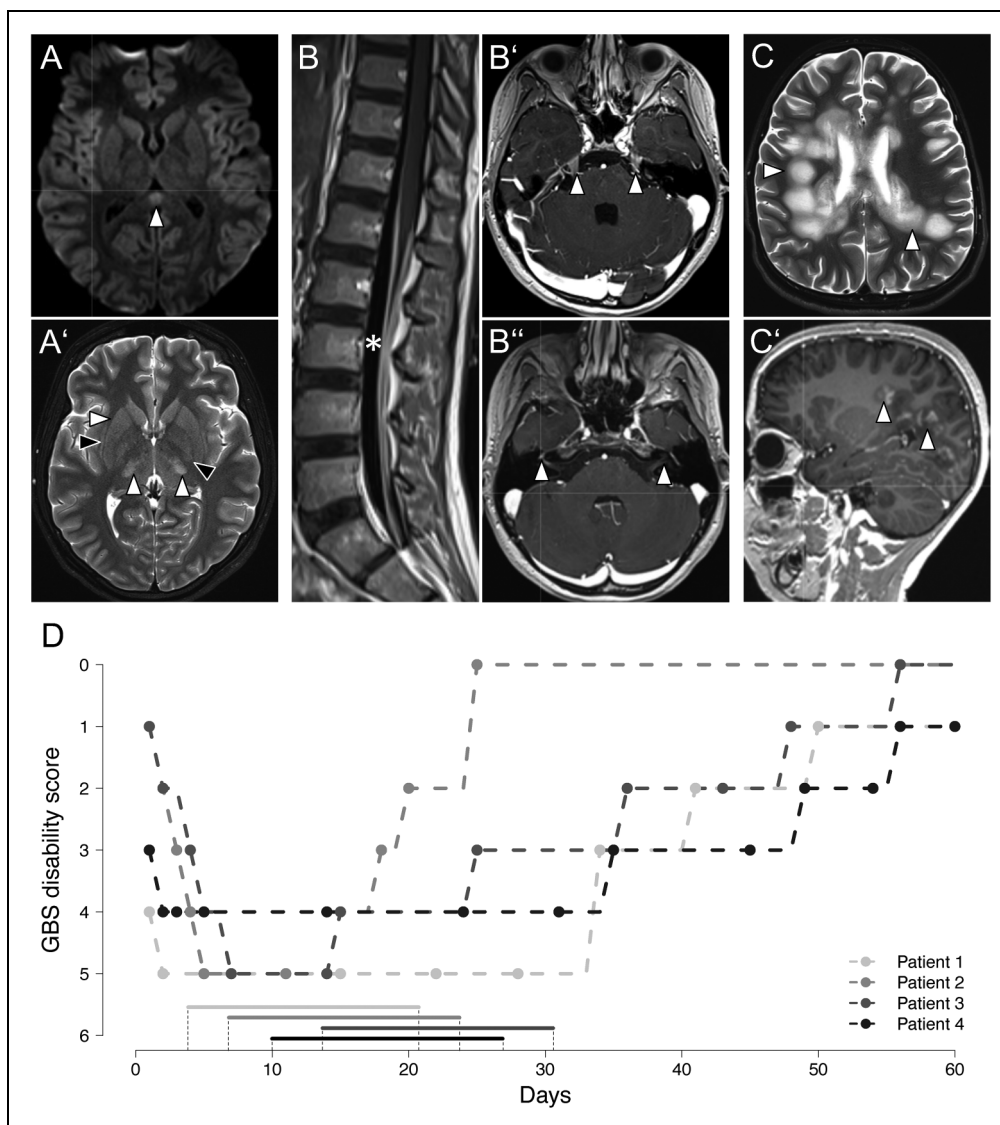 A
B
B‘
C
A‘
*
B“
C‘
D
GBS disability score
0
1
2
3
4
5
6
Patient 1
Patient 2
Patient 3
Patient 4
0 10 20 30 40 50 60
Days